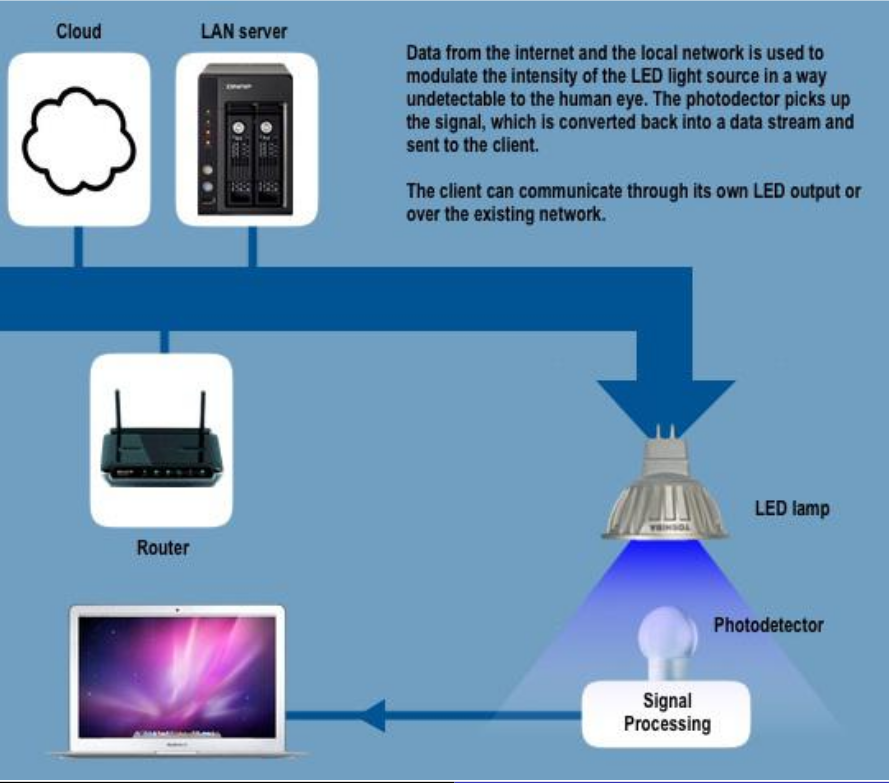 Cloud
LAN server
Data from the internet and the local network is used to
modulate the intensity of the LED light source in a way
undetectable to the human eye. The photodector picks up
the signal, which is converted back into a data stream and
sent to the client.
The client can communicate through its own LED output or
over the existing network.
QNAP
Router
TOSHIBA
LED lamp
Photodetector
Signal
Processing